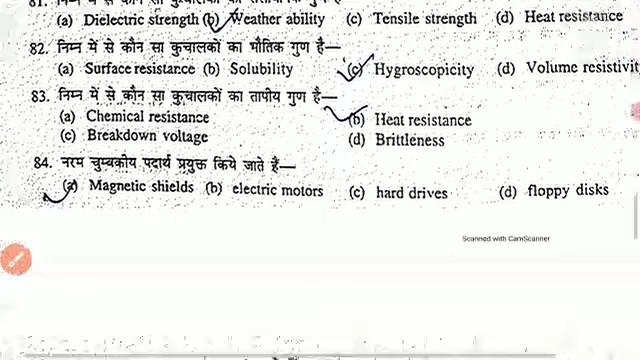 (a) Dielectric strength (b) Weather ability (c) Tensile strength (d) Heat resistance
82. निम्न में से कौन सा कुचालकों का भौतिक गुण है—
(a) Surface resistance (b) Solubility (c) Hygroscopicity (d) Volume resistivit
83. निम्न में से कौन सा कुचालकों का तापीय गुण है—
(a) Chemical resistance (b) Heat resistance
(c) Breakdown voltage (d) Brittleness
84. नरम चुम्बकीय पदार्थ प्रयुक्त किये जाते हैं—
(a) Magnetic shields (b) electric motors (c) hard drives (d) floppy disks
Scanned with CamScanner